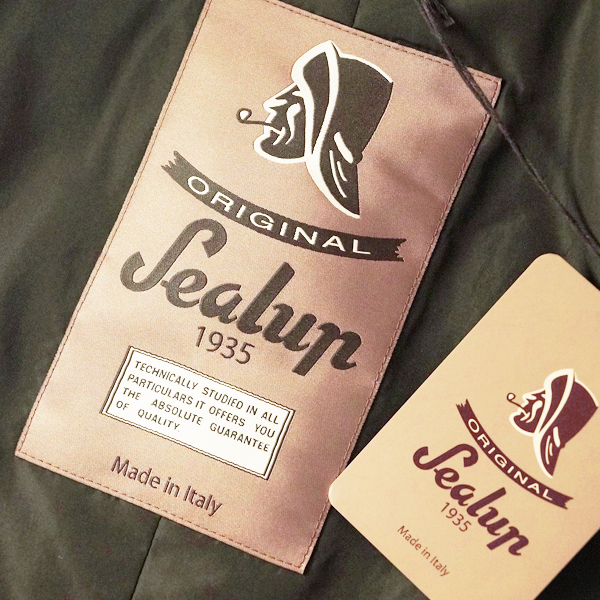 ORIGINAL
Sealup
1935
TECHNICALLY STUDIED IN ALL
PARTICULARS IT OFFERS YOU
THE ABSOLUTE GUARANTEE
OF QUALITY
Made in Italy
ORIGINAL
Sealup
1935
Made in Italy